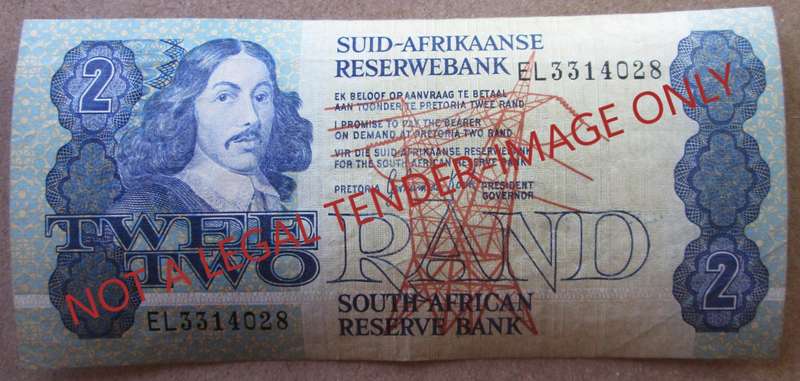 2
SUID-AFRIKAANSE
RESERWEBANK EL3314028
EK BELOOF OP AANVRAAG TE BETAAL
AAN TOONDER TE PRETORIA TWEE RAND
I PROMISE TO PAY THE BEARER
ON DEMAND AT PRETORIA TWO RAND
VIR DIE SUID-AFRIKAANSE RESERWEBANK
FOR THE SOUTH AFRICAN RESERVE BANK
PRETORIA PRESIDENT
GOVERNOR
TWEE
TWO RAND
2
EL3314028
SOUTH AFRICAN
RESERVE BANK
NOT A LEGAL TENDER-IMAGE ONLY